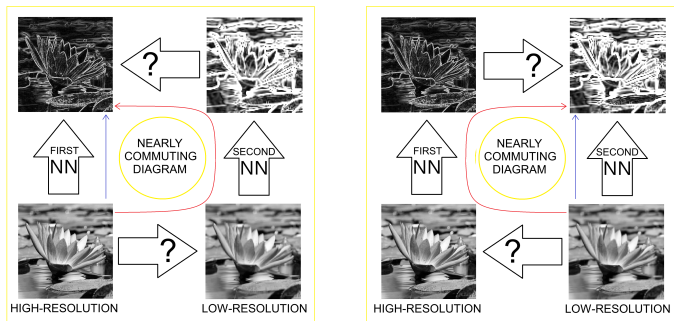 ?
FIRST
NN
NEARLY
COMMUTING
DIAGRAM
SECOND
NN
?
HIGH-RESOLUTION
LOW-RESOLUTION
?
FIRST
NN
NEARLY
COMMUTING
DIAGRAM
SECOND
NN
?
HIGH-RESOLUTION
LOW-RESOLUTION